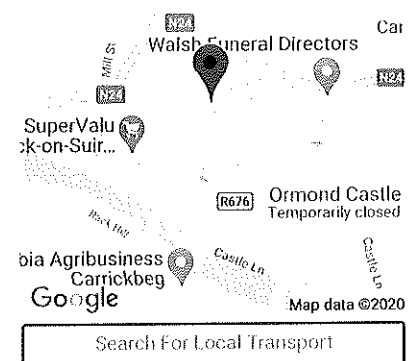 N24
Car
Mill St
Walsh Funeral Directors
N24
N24
SuperValu
k-on-Suir...
R676
Ormond Castle
Temporarily closed
Castle Ln
Castle Ln
bia Agribusiness
Carrickbeg
Google
Map data ©2020
Search For Local Transport